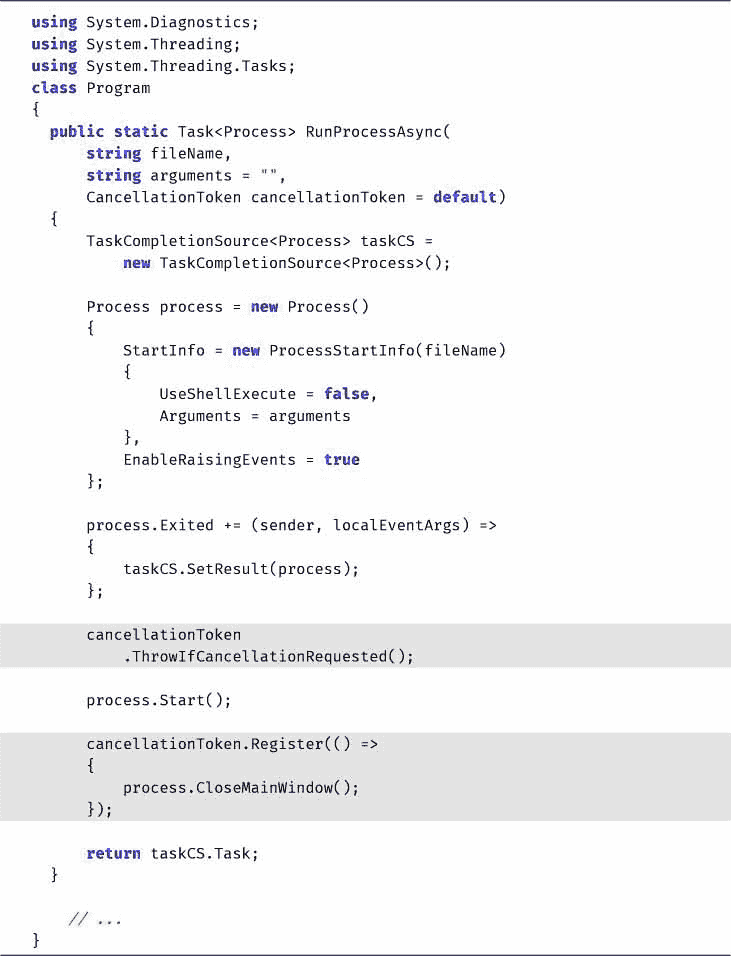 using System.Diagnostics;
using System.Threading;
using System.Threading.Tasks;
class Program
{
  public static Task<Process> RunProcessAsync(
      string fileName,
      string arguments = "",
      CancellationToken cancellationToken = default)
  {
      TaskCompletionSource<Process> taskCS =
          new TaskCompletionSource<Process>();

      Process process = new Process()
      {
          StartInfo = new ProcessStartInfo(fileName)
          {
              UseShellExecute = false,
              Arguments = arguments
          },
          EnableRaisingEvents = true
      };

      process.Exited += (sender, localEventArgs) =>
      {
          taskCS.SetResult(process);
      };

      cancellationToken
          .ThrowIfCancellationRequested();

      process.Start();

      cancellationToken.Register(() =>
      {
          process.CloseMainWindow();
      });

      return taskCS.Task;
  }

    // ...
}